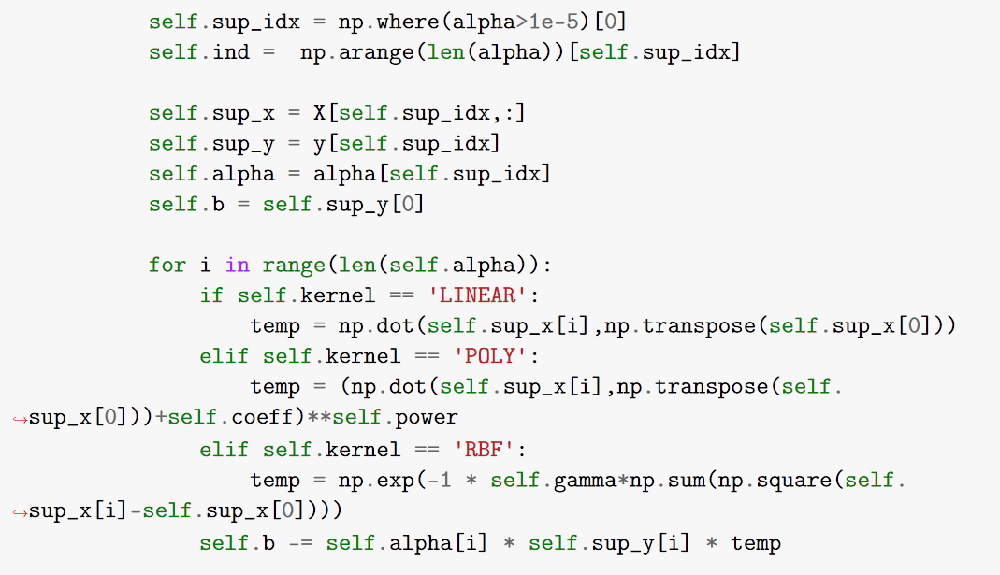 self.sup_idx = np.where(alpha>1e-5)[0]
self.ind =  np.arange(len(alpha))[self.sup_idx]
self.sup_x = X[self.sup_idx,:]
self.sup_y = y[self.sup_idx]
self.alpha = alpha[self.sup_idx]
self.b = self.sup_y[0]
for i in range(len(self.alpha)):
if self.kernel == 'LINEAR':
temp = np.dot(self.sup_x[i],np.transpose(self.sup_x[0]))
elif self.kernel == 'POLY':
temp = (np.dot(self.sup_x[i],np.transpose(self.
↪sup_x[0]))+self.coeff)**self.power
elif self.kernel == 'RBF':
temp = np.exp(-1 * self.gamma*np.sum(np.square(self.
↪sup_x[i]-self.sup_x[0])))
self.b -= self.alpha[i] * self.sup_y[i] * temp